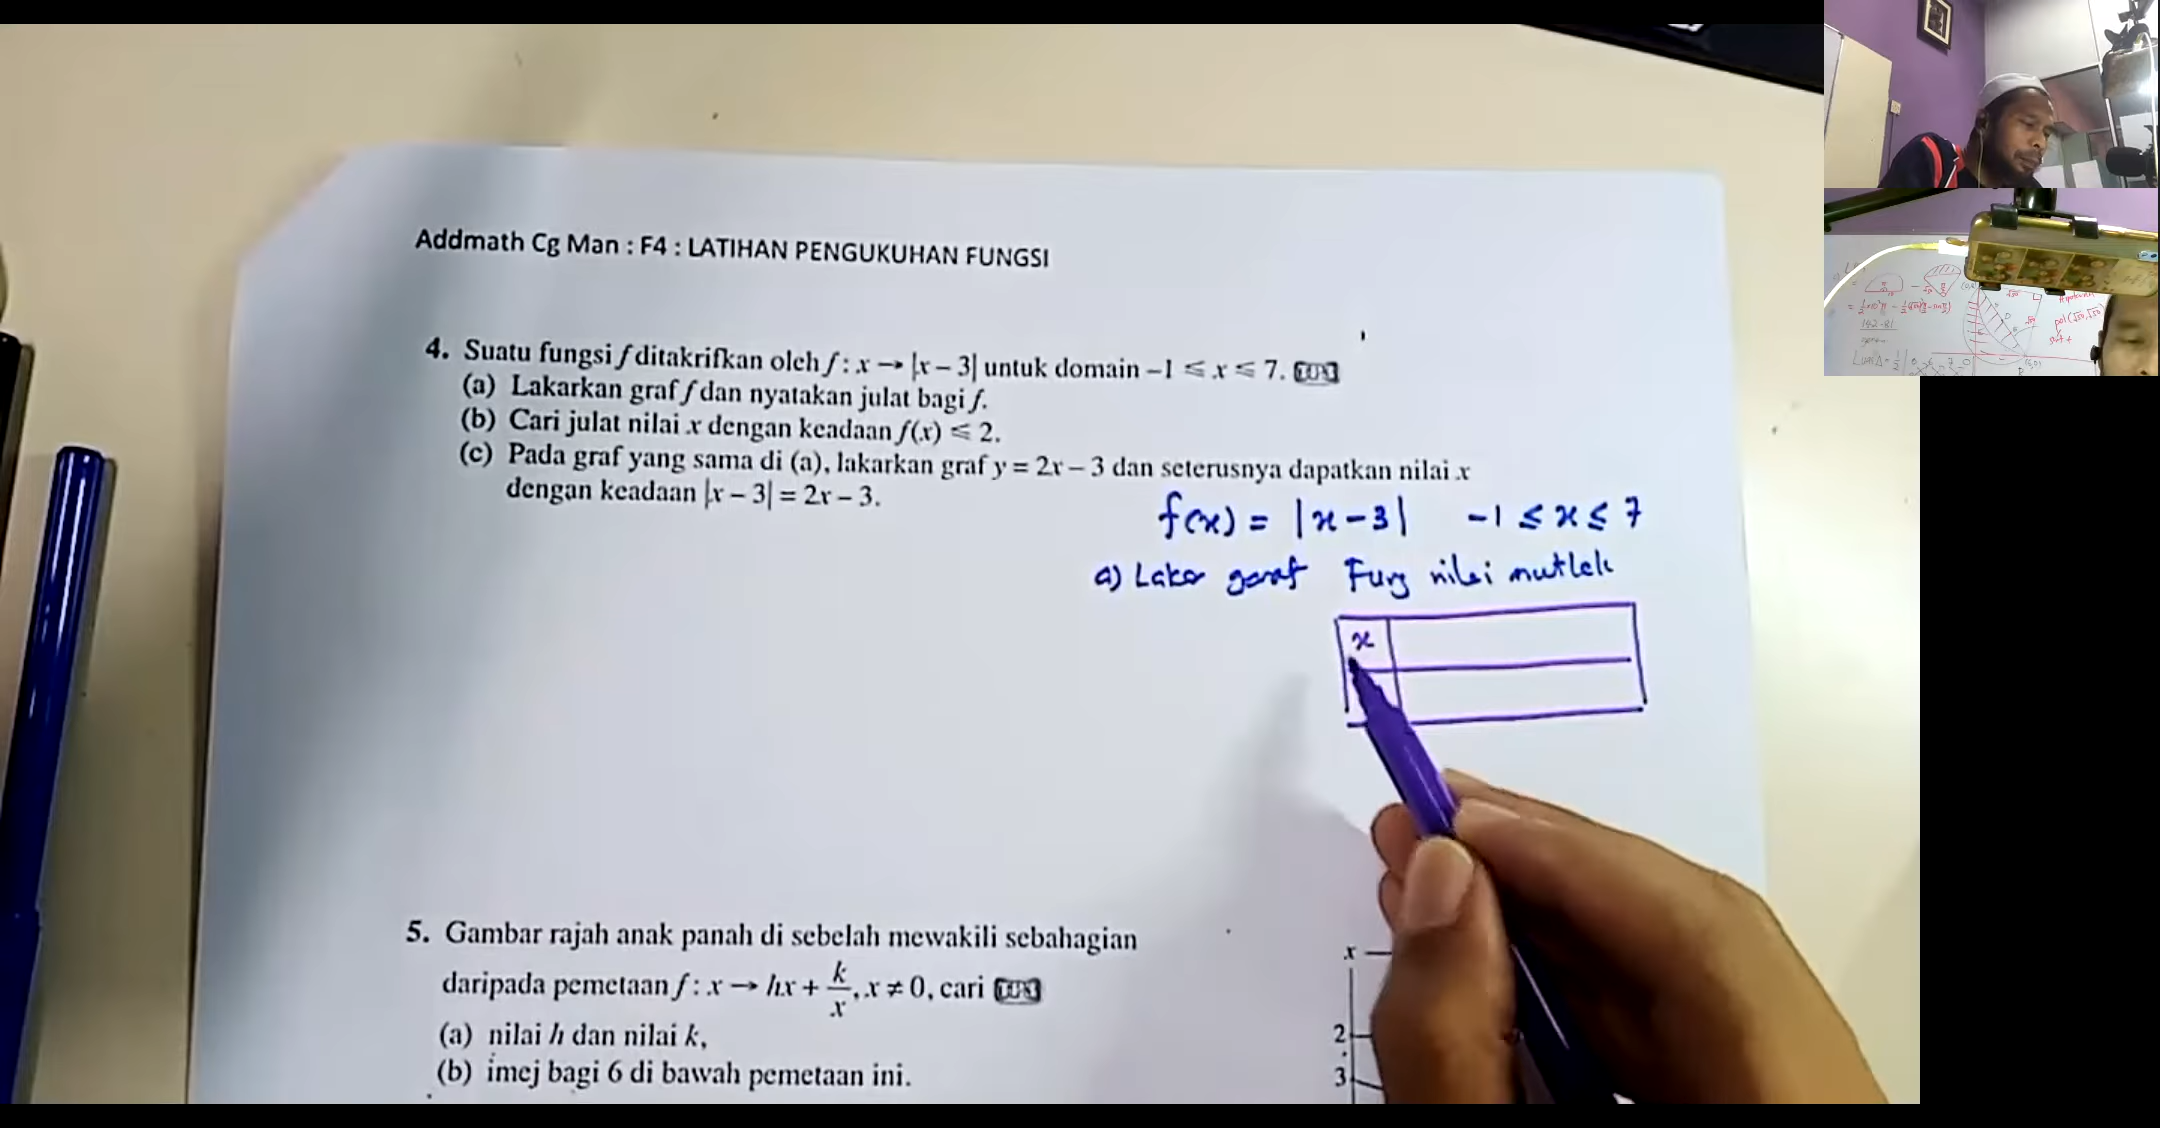 Addmath Cg Man : F4 : LATIHAN PENGUKUHAN FUNGSI
4. Suatu fungsi f ditakrifkan oleh f : x → |x – 3| untuk domain –1 ⩽ x ⩽ 7.
(a) Lakarkan graf f dan nyatakan julat bagi f.
(b) Cari julat nilai x dengan keadaan f(x) ⩽ 2.
(c) Pada graf yang sama di (a), lakarkan graf y = 2x – 3 dan seterusnya dapatkan nilai x
dengan keadaan |x – 3| = 2x – 3.
f(x) = |x-3| -1 ≤ x ≤ 7
a) Lakar graf Fung nilai mutlak
x
5. Gambar rajah anak panah di sebelah mewakili sebahagian
daripada pemetaan f : x → hx + k/x, x ≠ 0, cari
(a) nilai h dan nilai k,
(b) imej bagi 6 di bawah pemetaan ini.
x
2
3